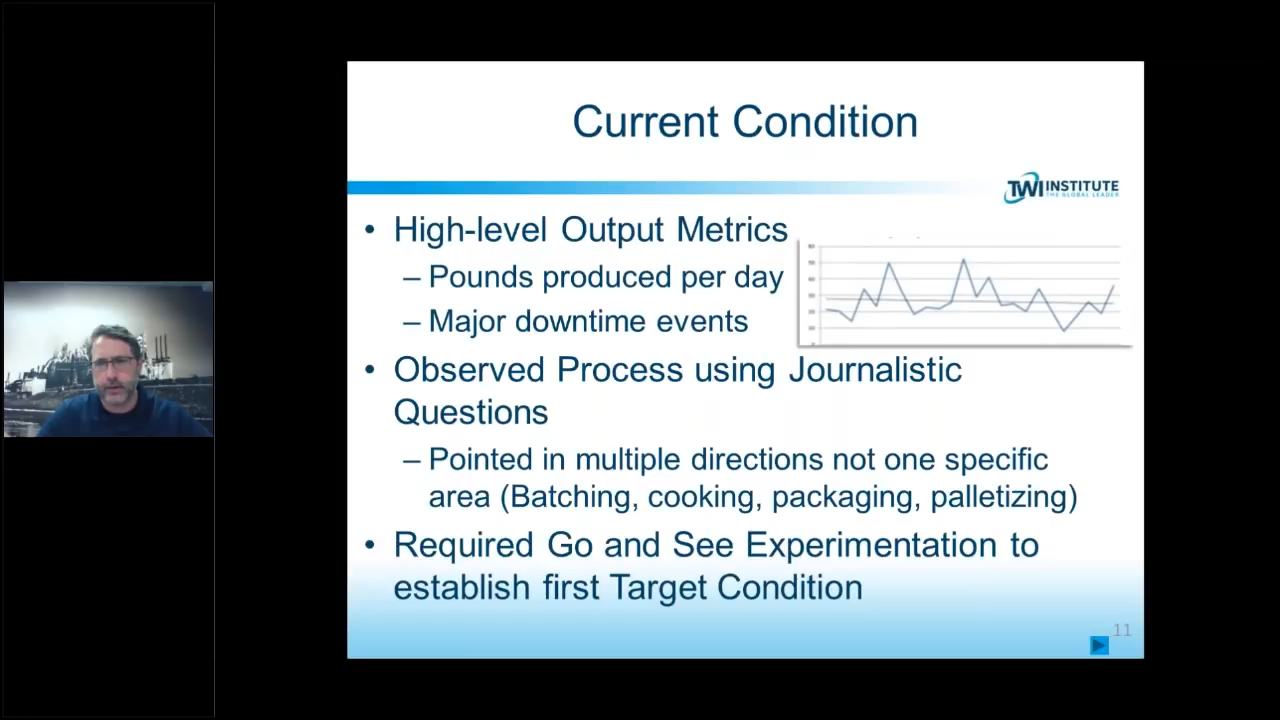 Current Condition
TWI INSTITUTE
THE GLOBAL LEADER
• High-level Output Metrics
– Pounds produced per day
– Major downtime events
• Observed Process using Journalistic
Questions
– Pointed in multiple directions not one specific
area (Batching, cooking, packaging, palletizing)
• Required Go and See Experimentation to
establish first Target Condition
11